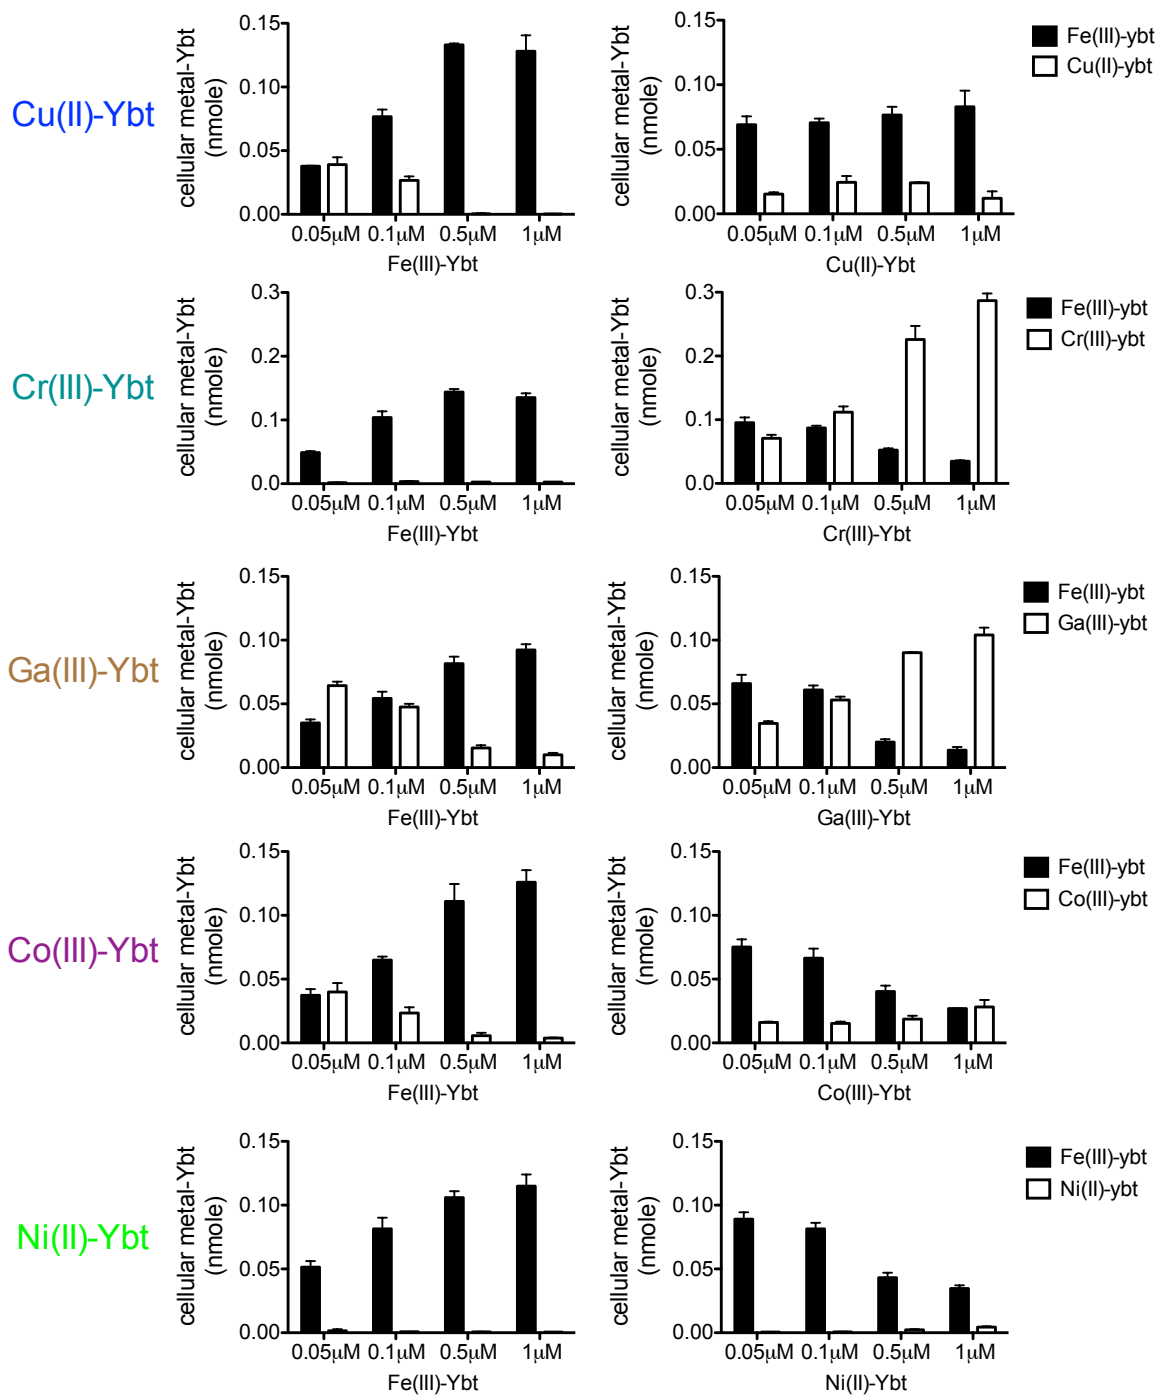 Cu(II)-Ybt
cellular metal-Ybt
(nmole)
0.15
0.10
0.05
0.00
0.05μM 0.1μM 0.5μM 1μM
Fe(III)-Ybt
cellular metal-Ybt
(nmole)
0.15
0.10
0.05
0.00
0.05μM 0.1μM 0.5μM 1μM
Cu(II)-Ybt
Fe(III)-ybt
Cu(II)-ybt
Cr(III)-Ybt
cellular metal-Ybt
(nmole)
0.3
0.2
0.1
0.0
0.05μM 0.1μM 0.5μM 1μM
Fe(III)-Ybt
cellular metal-Ybt
(nmole)
0.3
0.2
0.1
0.0
0.05μM 0.1μM 0.5μM 1μM
Cr(III)-Ybt
Fe(III)-ybt
Cr(III)-ybt
Ga(III)-Ybt
cellular metal-Ybt
(nmole)
0.15
0.10
0.05
0.00
0.05μM 0.1μM 0.5μM 1μM
Fe(III)-Ybt
cellular metal-Ybt
(nmole)
0.15
0.10
0.05
0.00
0.05μM 0.1μM 0.5μM 1μM
Ga(III)-Ybt
Fe(III)-ybt
Ga(III)-ybt
Co(III)-Ybt
cellular metal-Ybt
(nmole)
0.15
0.10
0.05
0.00
0.05μM 0.1μM 0.5μM 1μM
Fe(III)-Ybt
cellular metal-Ybt
(nmole)
0.15
0.10
0.05
0.00
0.05μM 0.1μM 0.5μM 1μM
Co(III)-Ybt
Fe(III)-ybt
Co(III)-ybt
Ni(II)-Ybt
cellular metal-Ybt
(nmole)
0.15
0.10
0.05
0.00
0.05μM 0.1μM 0.5μM 1μM
Fe(III)-Ybt
cellular metal-Ybt
(nmole)
0.15
0.10
0.05
0.00
0.05μM 0.1μM 0.5μM 1μM
Ni(II)-Ybt
Fe(III)-ybt
Ni(II)-ybt